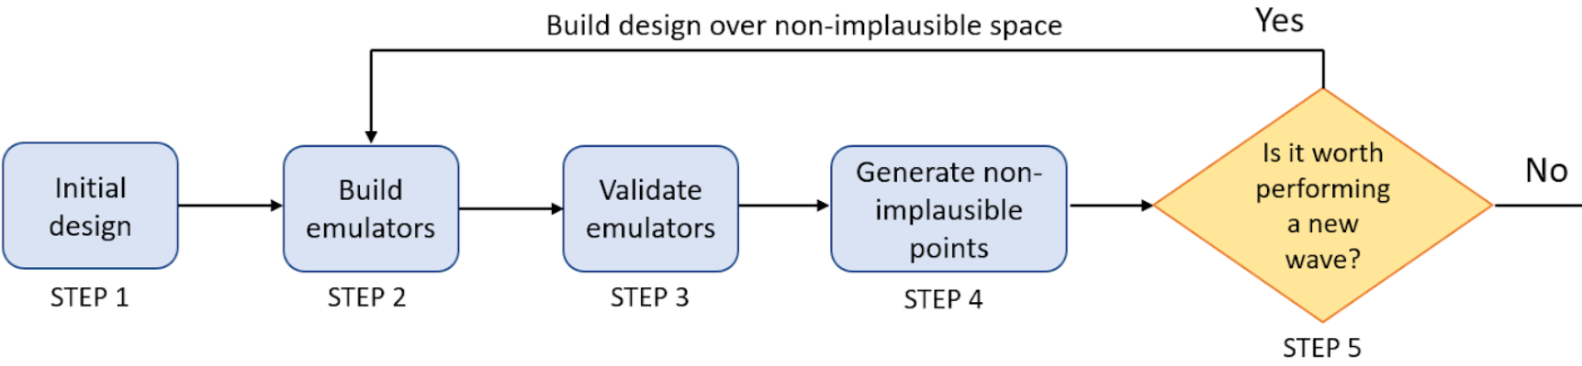 Build design over non-implausible space
Yes
Initial
design
Build
emulators
Validate
emulators
Generate non-
implausible
points
Is it worth
performing
a new
wave?
No
STEP 1
STEP 2
STEP 3
STEP 4
STEP 5